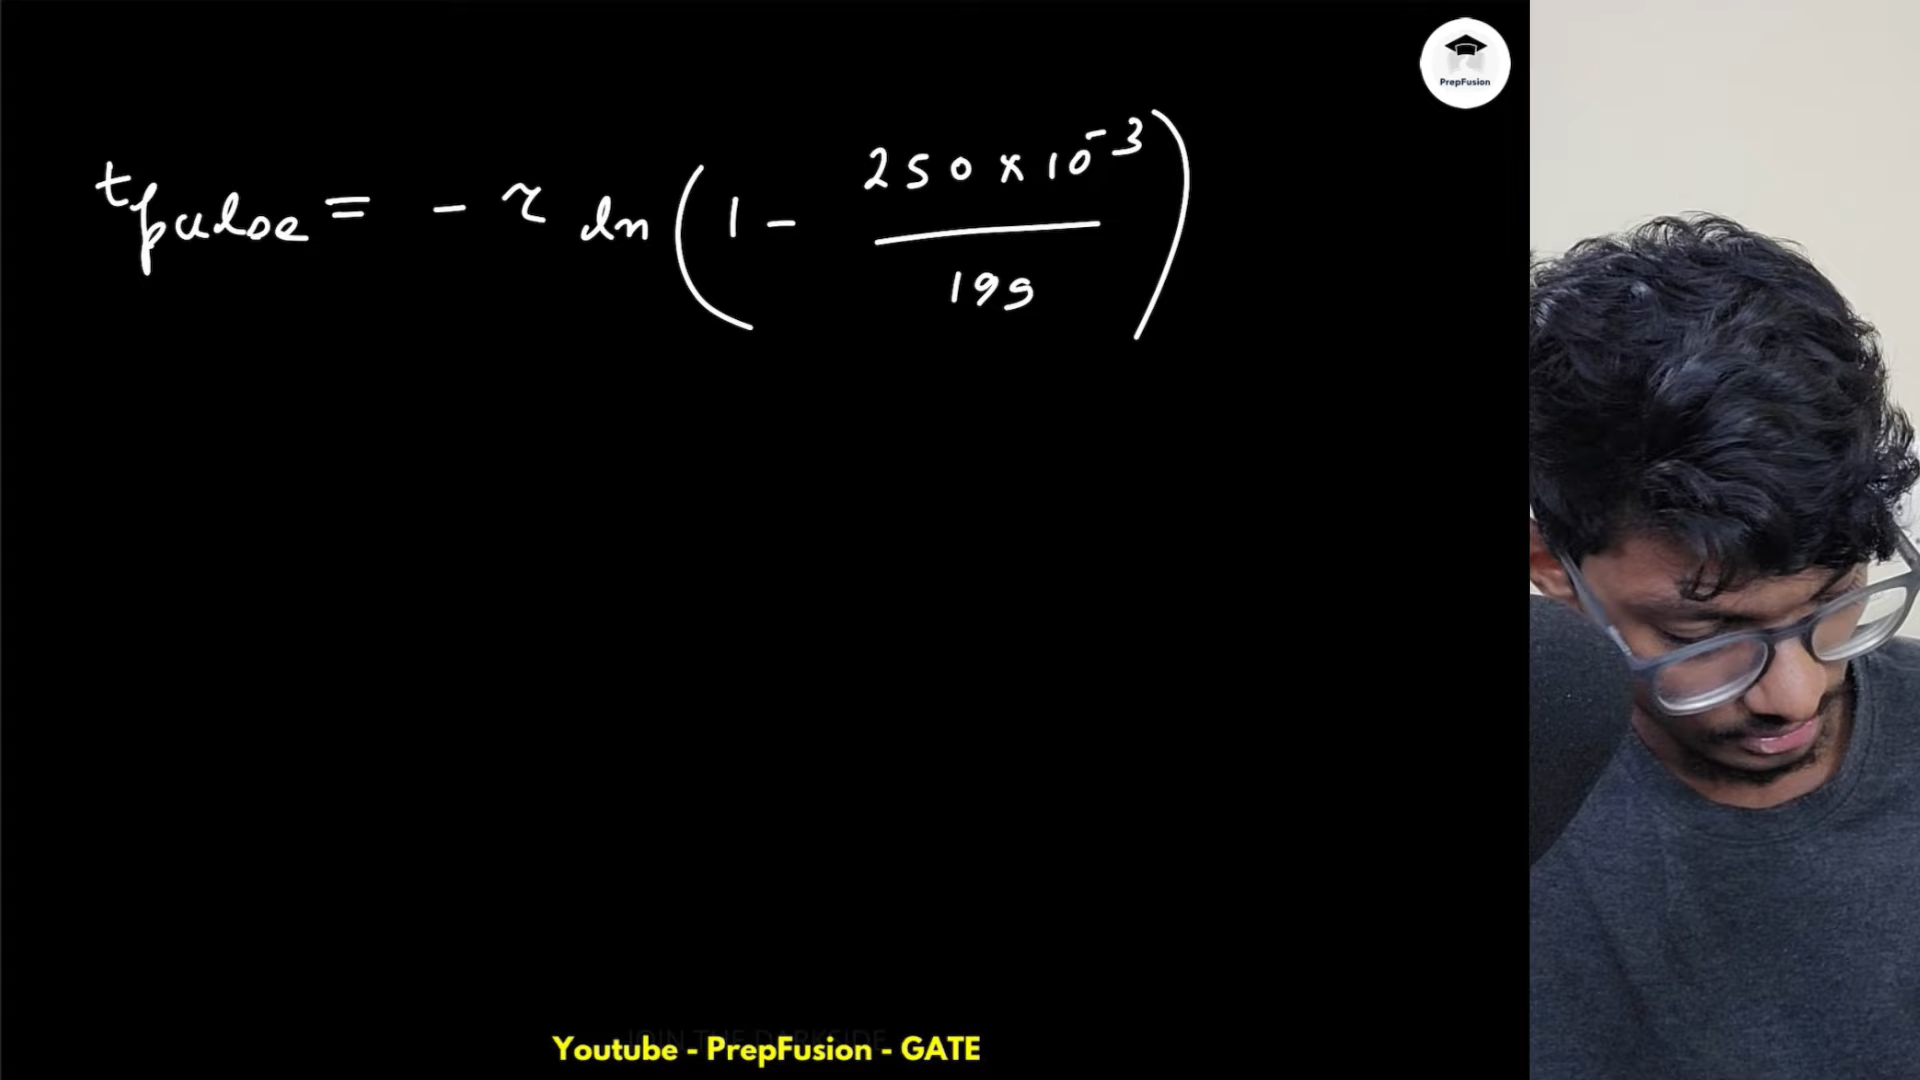 PrepFusion
t_pulse = - τ ln ( 1 - 250 × 10^-3 / 199 )
Youtube - PrepFusion - GATE